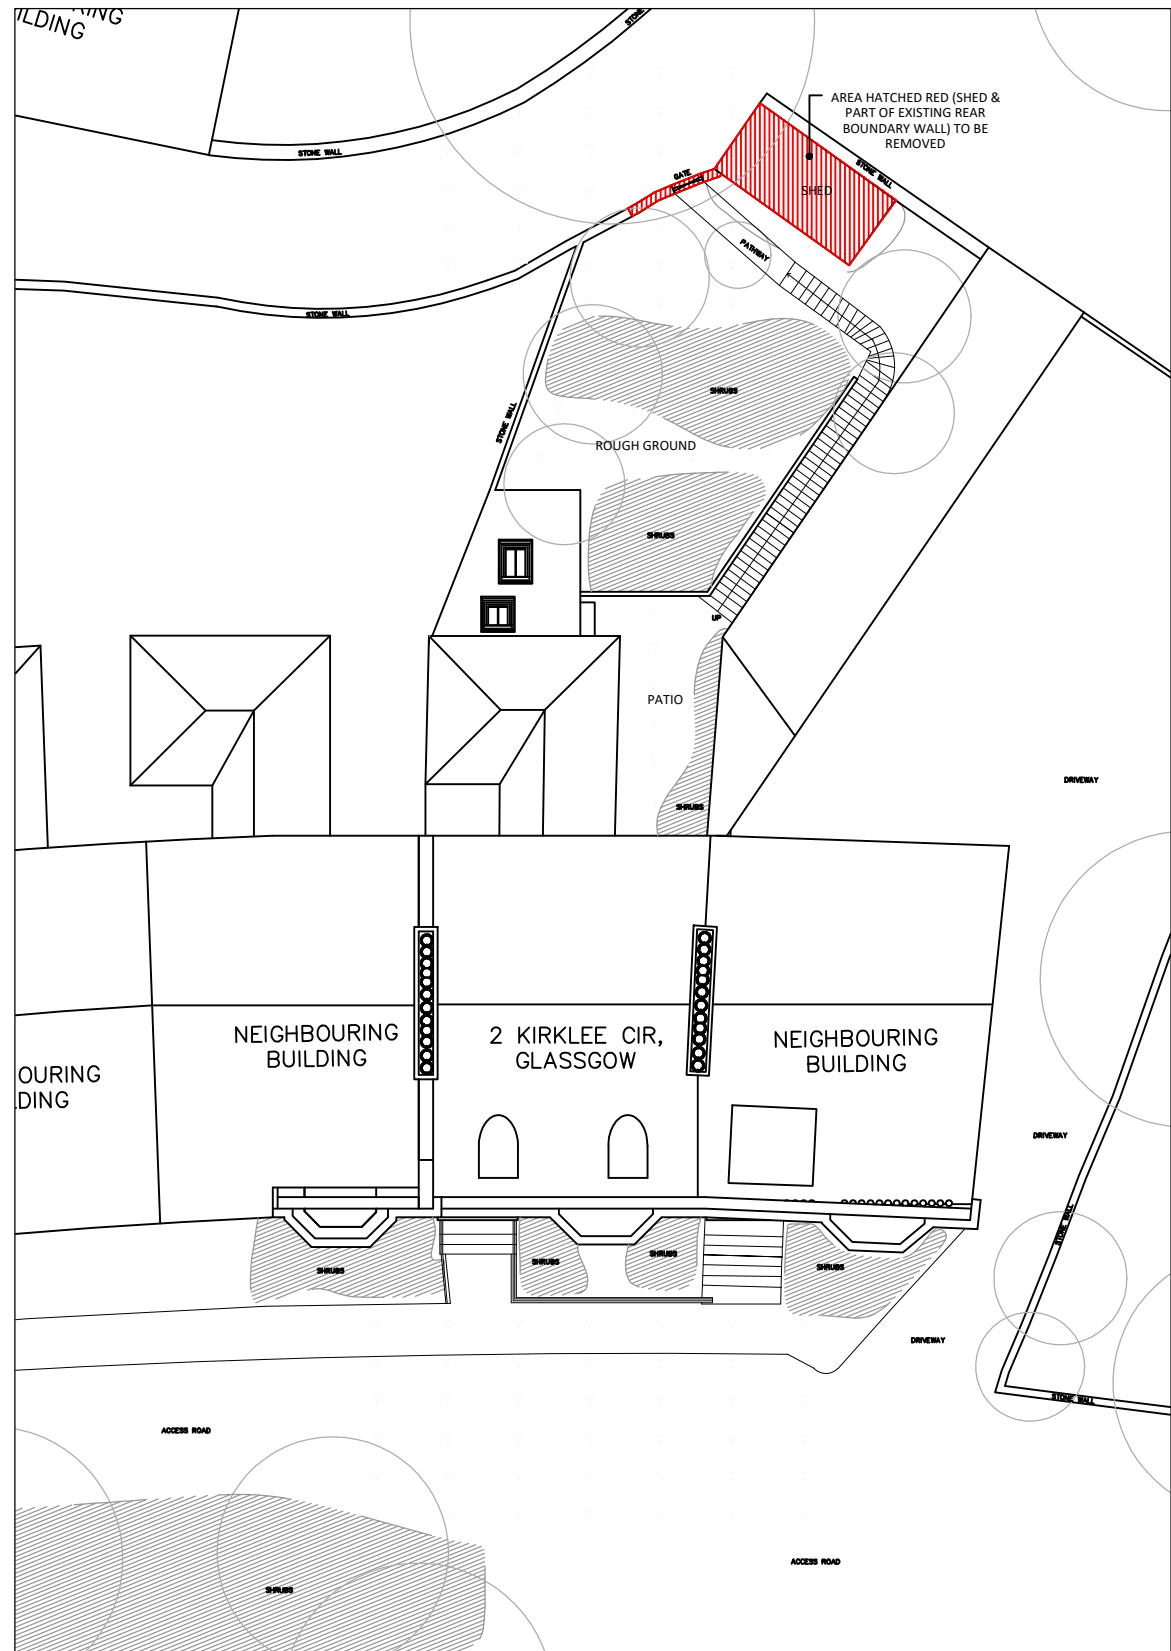 BUILDING
AREA HATCHED RED (SHED &
PART OF EXISTING REAR
BOUNDARY WALL) TO BE
REMOVED
STONE WALL
STONE WALL
GATE
SHED
PATHWAY
STONE WALL
SHRUBS
STONE WALL
ROUGH GROUND
SHRUBS
UP
PATIO
DRIVEWAY
SHRUBS
NEIGHBOURING
BUILDING
2 KIRKLEE CIR,
GLASSGOW
NEIGHBOURING
BUILDING
OURING
DING
DRIVEWAY
STONE WALL
SHRUBS
SHRUBS
SHRUBS
SHRUBS
DRIVEWAY
STONE WALL
ACCESS ROAD
ACCESS ROAD
SHRUBS